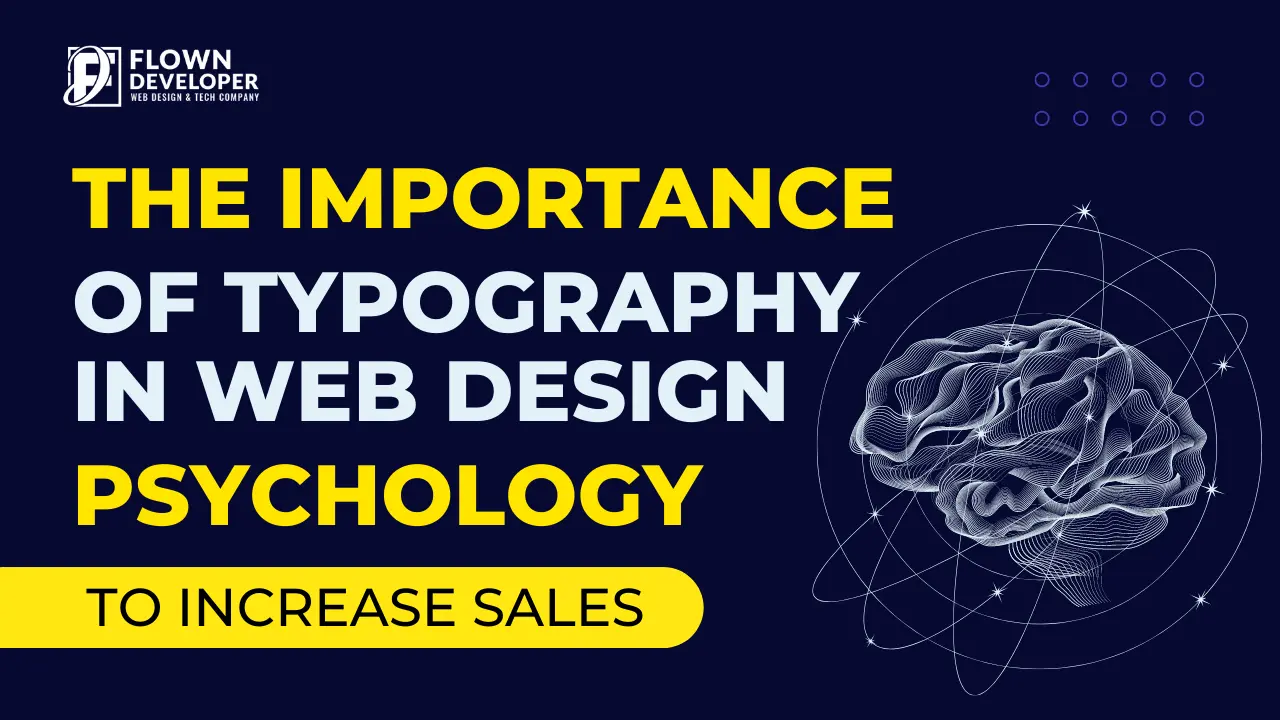 FLOWN
DEVELOPER
WEB DESIGN & TECH COMPANY
THE IMPORTANCE
OF TYPOGRAPHY
IN WEB DESIGN
PSYCHOLOGY
TO INCREASE SALES